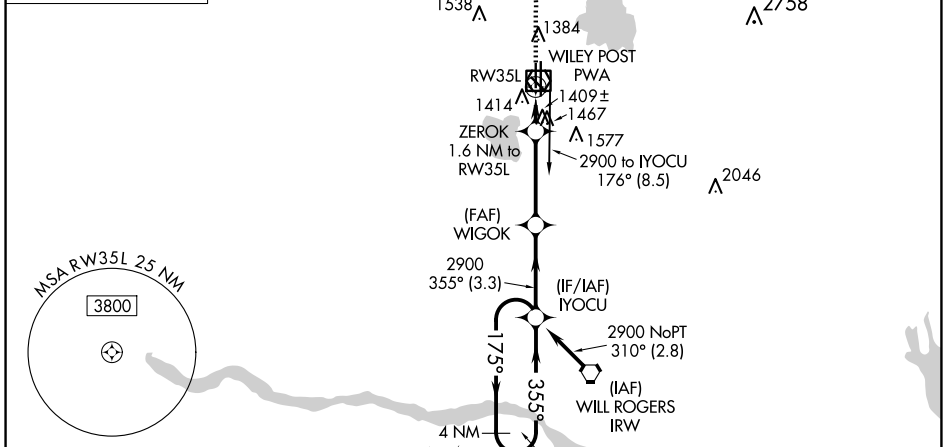 1538
2758
1384
WILEY POST
PWA
RW35L
1409±
1414
1467
ZEROK
1.6 NM to
RW35L
1577
2900 to IYOCU
176° (8.5)
2046
(FAF)
WIGOK
MSA RW35L 25 NM
3800
2900
355° (3.3)
(IF/IAF)
IYOCU
2900 NoPT
310° (2.8)
175°
355°
(IAF)
WILL ROGERS
IRW
4 NM